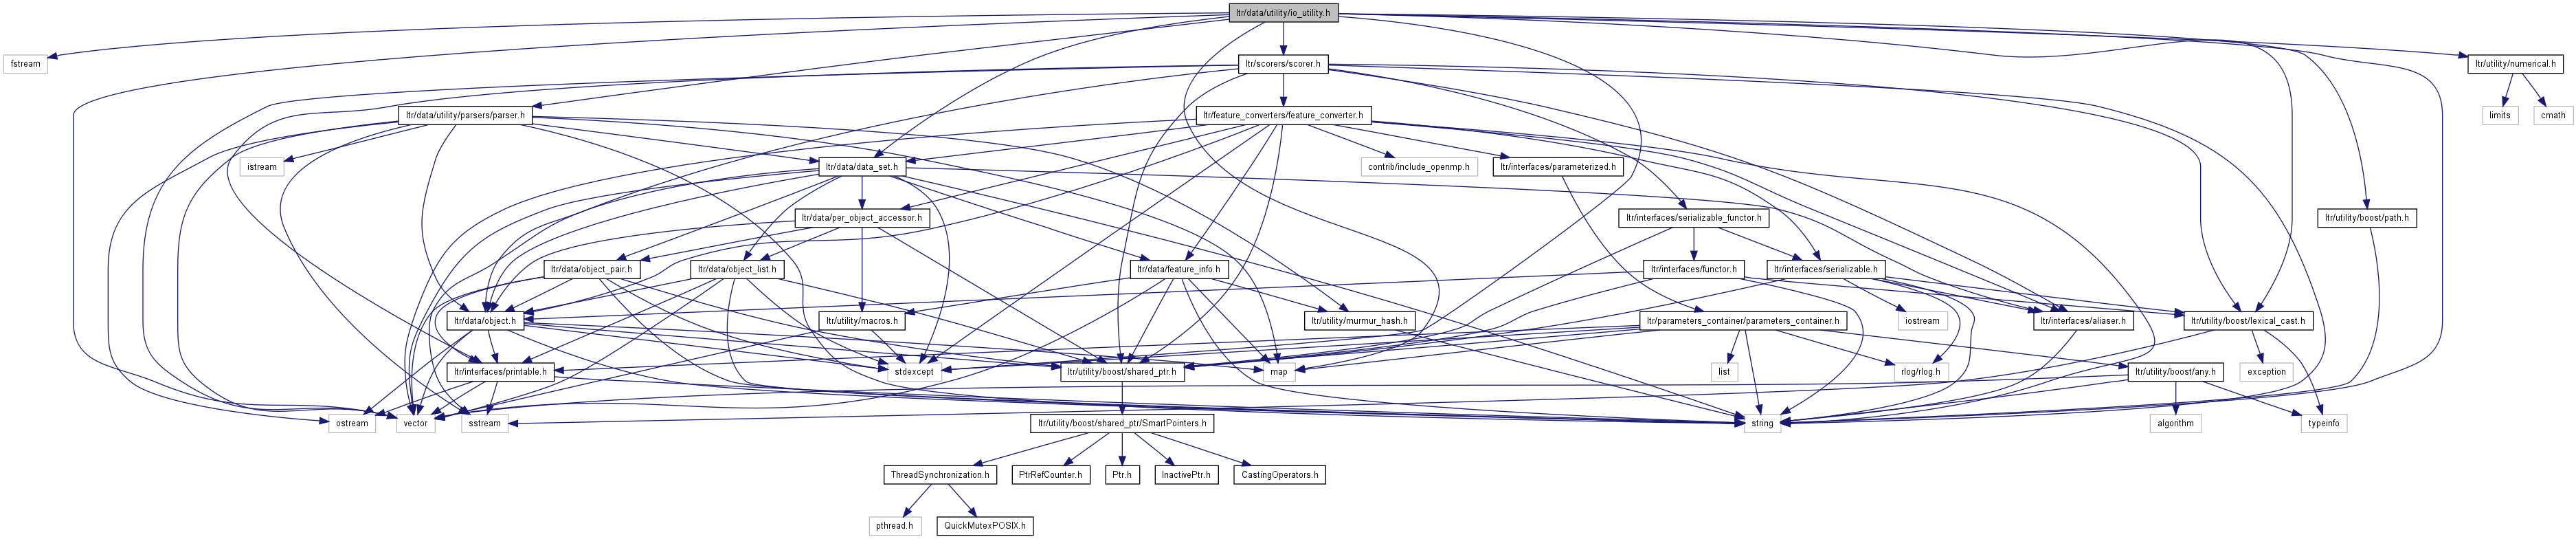 ltr/data/utility/io_utility.h
fstream
ltr/scorers/scorer.h
ltr/utility/numerical.h
ltr/data/utility/parsers/parser.h
ltr/feature_converters/feature_converter.h
limits
cmath
istream
ltr/data/data_set.h
contrib/include_openmp.h
ltr/interfaces/parameterized.h
ltr/data/per_object_accessor.h
ltr/interfaces/serializable_functor.h
ltr/utility/boost/path.h
ltr/data/object_pair.h
ltr/data/object_list.h
ltr/data/feature_info.h
ltr/interfaces/functor.h
ltr/interfaces/serializable.h
ltr/data/object.h
ltr/utility/macros.h
ltr/utility/murmur_hash.h
ltr/parameters_container/parameters_container.h
iostream
ltr/interfaces/aliaser.h
ltr/utility/boost/lexical_cast.h
ltr/interfaces/printable.h
stdexcept
ltr/utility/boost/shared_ptr.h
map
list
rlog/rlog.h
ltr/utility/boost/any.h
exception
ostream
vector
sstream
ltr/utility/boost/shared_ptr/SmartPointers.h
string
algorithm
typeinfo
ThreadSynchronization.h
PtrRefCounter.h
Ptr.h
InactivePtr.h
CastingOperators.h
pthread.h
QuickMutexPOSIX.h